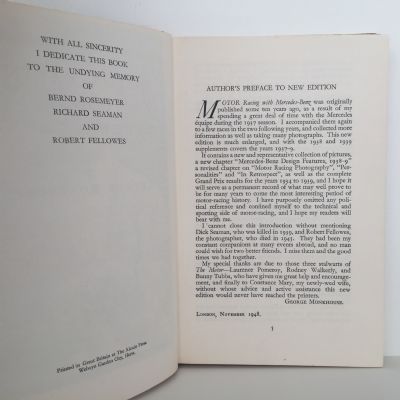 WITH ALL SINCERITY
I DEDICATE THIS BOOK
TO THE UNDYING MEMORY
OF
BERND ROSEMEYER
RICHARD SEAMAN
AND
ROBERT FELLOWES
Printed in Great Britain at The Kinsale Press
Welwyn Garden City, Herts.
AUTHOR'S PREFACE TO NEW EDITION
MOTOR Racing with Mercedes-Benz was originally
published some ten years ago, as a result of my
spending a great deal of time with the Mercedes
équipe during the 1937 season. I accompanied them again
to a few races in the two following years, and collected more
information as well as taking many photographs. This new
edition is much enlarged, and with the 1938 and 1939
supplements covers the years 1937-9.
It contains a new and representative collection of pictures,
a new chapter "Mercedes-Benz Design Features, 1938-9"
a revised chapter on "Motor Racing Photography", "Per-
sonalities" and "In Retrospect", as well as the complete
Grand Prix results for the years 1934 to 1939, and I hope it
will serve as a permanent record of what may well prove to
be for many years to come the most interesting period of
motor-racing history. I have purposely omitted any poli-
tical reference and confined myself to the technical and
sporting side of motor-racing, and I hope my readers will
bear with me.
I cannot close this introduction without mentioning
Dick Seaman, who was killed in 1939, and Robert Fellowes,
the photographer, who died in 1947. They had been my
constant companions at many events abroad, and no man
could wish for two better friends. I miss them and the good
times we had together.
My special thanks are due to those three stalwarts of
The Motor—Laurence Pomeroy, Rodney Walkerly, and
Bunny Tubbs, who have given me great help and encourage-
ment, and finally to Constance Mary, my newly-wed wife,
without whose advice and active assistance this new
edition would never have reached the printers.
GEORGE MONKHOUSE.
LONDON, NOVEMBER 1948.
5